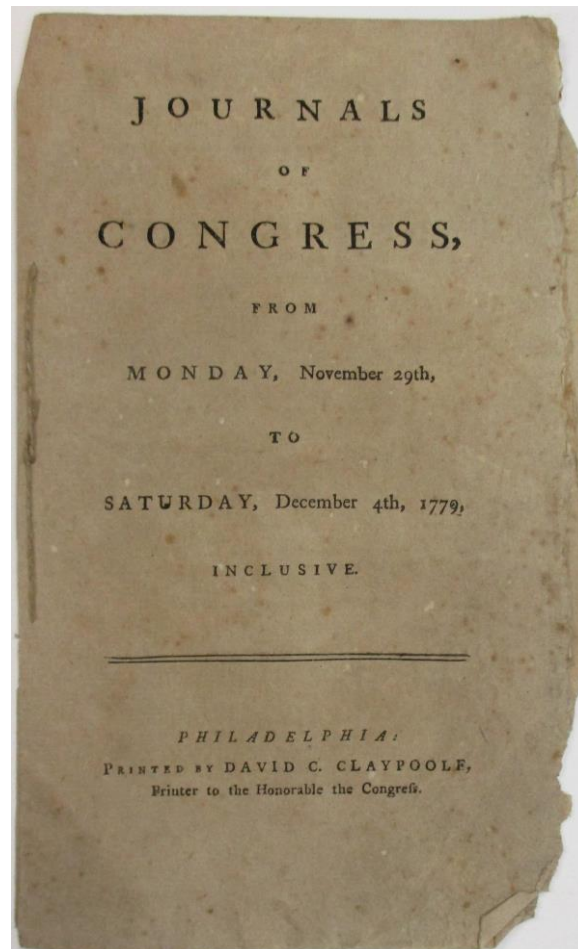 JOURNALS
OF
CONGRESS,
FROM
MONDAY, November 29th,
TO
SATURDAY, December 4th, 1779,
INCLUSIVE.
PHILADELPHIA:
PRINTED BY DAVID C. CLAYPOOLE,
Printer to the Honorable the Congreſs.